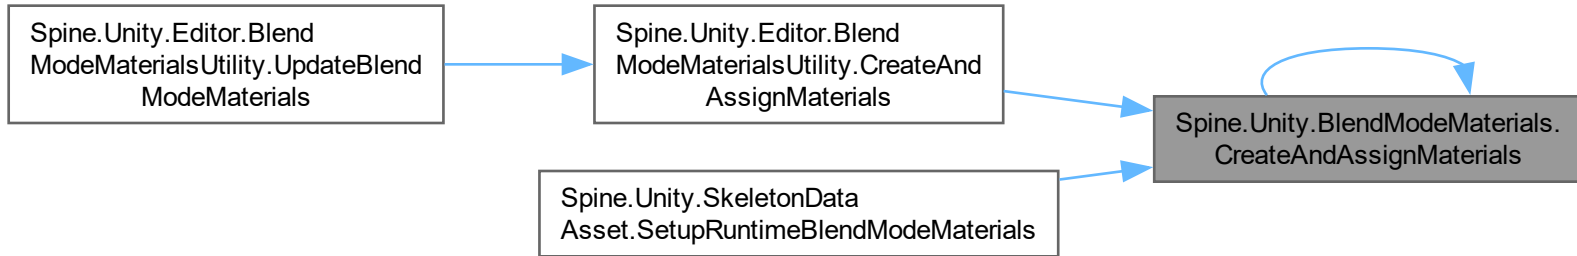 Spine.Unity.Editor.Blend
ModeMaterialsUtility.UpdateBlend
ModeMaterials
Spine.Unity.Editor.Blend
ModeMaterialsUtility.CreateAnd
AssignMaterials
Spine.Unity.BlendModeMaterials.
CreateAndAssignMaterials
Spine.Unity.SkeletonData
Asset.SetupRuntimeBlendModeMaterials